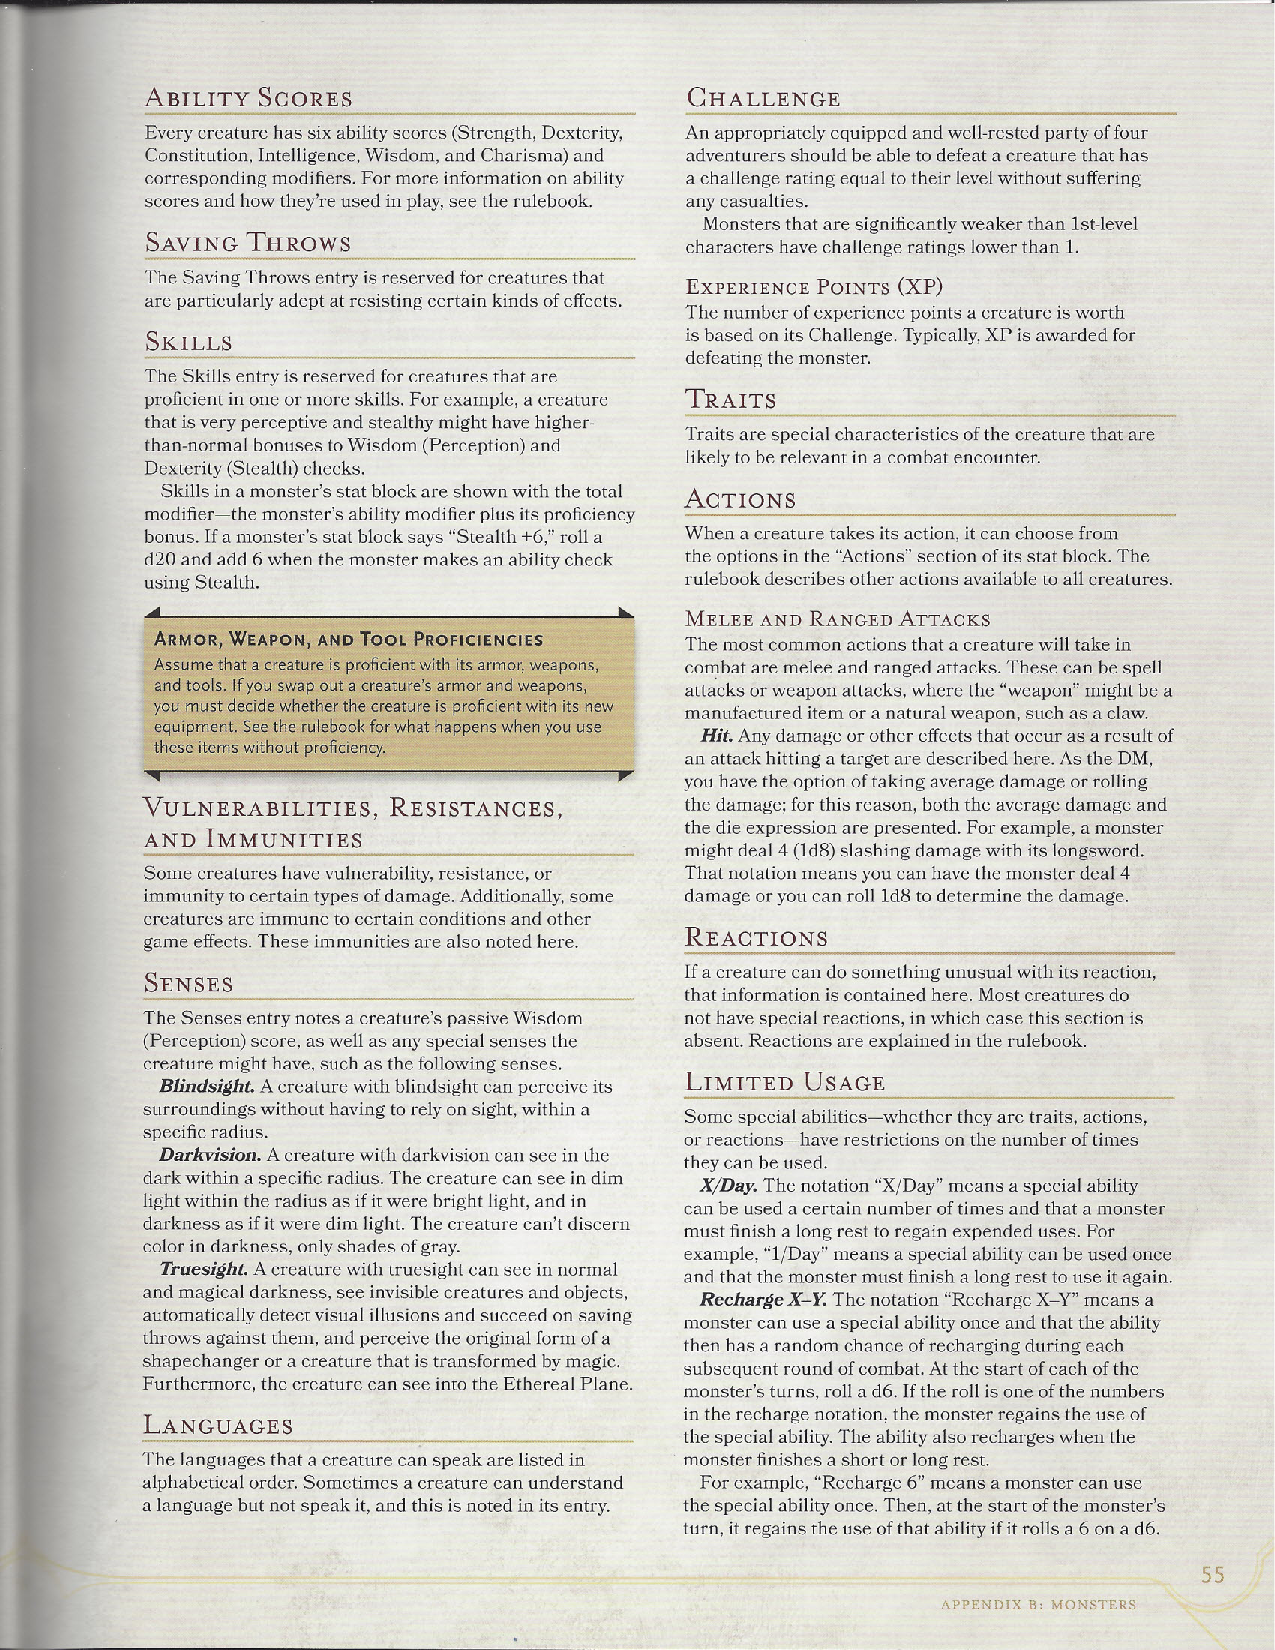 ABILITY SCORES
Every creature has six ability scores (Strength, Dexterity,
Constitution, Intelligence, Wisdom, and Charisma) and
corresponding modifiers. For more information on ability
scores and how they're used in play, see the rulebook.
SAVING THROWS
The Saving Throws entry is reserved for creatures that
are particularly adept at resisting certain kinds of effects.
SKILLS
The Skills entry is reserved for creatures that are
proficient in one or more skills. For example, a creature
that is very perceptive and stealthy might have higher-
than-normal bonuses to Wisdom (Perception) and
Dexterity (Stealth) checks.
Skills in a monster's stat block are shown with the total
modifier—the monster's ability modifier plus its proficiency
bonus. If a monster's stat block says “Stealth +6,” roll a
d20 and add 6 when the monster makes an ability check
using Stealth.
ARMOR, WEAPON, AND TOOL PROFICIENCIES
Assume that a creature is proficient with its armor, weapons,
and tools. If you swap out a creature's armor and weapons,
you must decide whether the creature is proficient with its new
equipment. See the rulebook for what happens when you use
these items without proficiency.
VULNERABILITIES, RESISTANCES,
AND IMMUNITIES
Some creatures have vulnerability, resistance, or
immunity to certain types of damage. Additionally, some
creatures are immune to certain conditions and other
game effects. These immunities are also noted here.
SENSES
The Senses entry notes a creature's passive Wisdom
(Perception) score, as well as any special senses the
creature might have, such as the following senses.
Blindsight. A creature with blindsight can perceive its
surroundings without having to rely on sight, within a
specific radius.
Darkvision. A creature with darkvision can see in the
dark within a specific radius. The creature can see in dim
light within the radius as if it were bright light, and in
darkness as if it were dim light. The creature can't discern
color in darkness, only shades of gray.
Truesight. A creature with truesight can see in normal
and magical darkness, see invisible creatures and objects,
automatically detect visual illusions and succeed on saving
throws against them, and perceive the original form of a
shapechanger or a creature that is transformed by magic.
Furthermore, the creature can see into the Ethereal Plane.
LANGUAGES
The languages that a creature can speak are listed in
alphabetical order. Sometimes a creature can understand
a language but not speak it, and this is noted in its entry.
CHALLENGE
An appropriately equipped and well-rested party of four
adventurers should be able to defeat a creature that has
a challenge rating equal to their level without suffering
any casualties.
Monsters that are significantly weaker than 1st-level
characters have challenge ratings lower than 1.
EXPERIENCE POINTS (XP)
The number of experience points a creature is worth
is based on its Challenge. Typically, XP is awarded for
defeating the monster.
TRAITS
Traits are special characteristics of the creature that are
likely to be relevant in a combat encounter.
ACTIONS
When a creature takes its action, it can choose from
the options in the “Actions” section of its stat block. The
rulebook describes other actions available to all creatures.
MELEE AND RANGED ATTACKS
The most common actions that a creature will take in
combat are melee and ranged attacks. These can be spell
attacks or weapon attacks, where the “weapon” might be a
manufactured item or a natural weapon, such as a claw.
Hit. Any damage or other effects that occur as a result of
an attack hitting a target are described here. As the DM,
you have the option of taking average damage or rolling
the damage; for this reason, both the average damage and
the die expression are presented. For example, a monster
might deal 4 (1d8) slashing damage with its longsword.
That notation means you can have the monster deal 4
damage or you can roll 1d8 to determine the damage.
REACTIONS
If a creature can do something unusual with its reaction,
that information is contained here. Most creatures do
not have special reactions, in which case this section is
absent. Reactions are explained in the rulebook.
LIMITED USAGE
Some special abilities—whether they are traits, actions,
or reactions—have restrictions on the number of times
they can be used.
X/Day. The notation “X/Day” means a special ability
can be used a certain number of times and that a monster
must finish a long rest to regain expended uses. For
example, “1/Day” means a special ability can be used once
and that the monster must finish a long rest to use it again.
Recharge X–Y. The notation “Recharge X–Y” means a
monster can use a special ability once and that the ability
then has a random chance of recharging during each
subsequent round of combat. At the start of each of the
monster's turns, roll a d6. If the roll is one of the numbers
in the recharge notation, the monster regains the use of
the special ability. The ability also recharges when the
monster finishes a short or long rest.
For example, “Recharge 6” means a monster can use
the special ability once. Then, at the start of the monster's
turn, it regains the use of that ability if it rolls a 6 on a d6.
55
APPENDIX B: MONSTERS